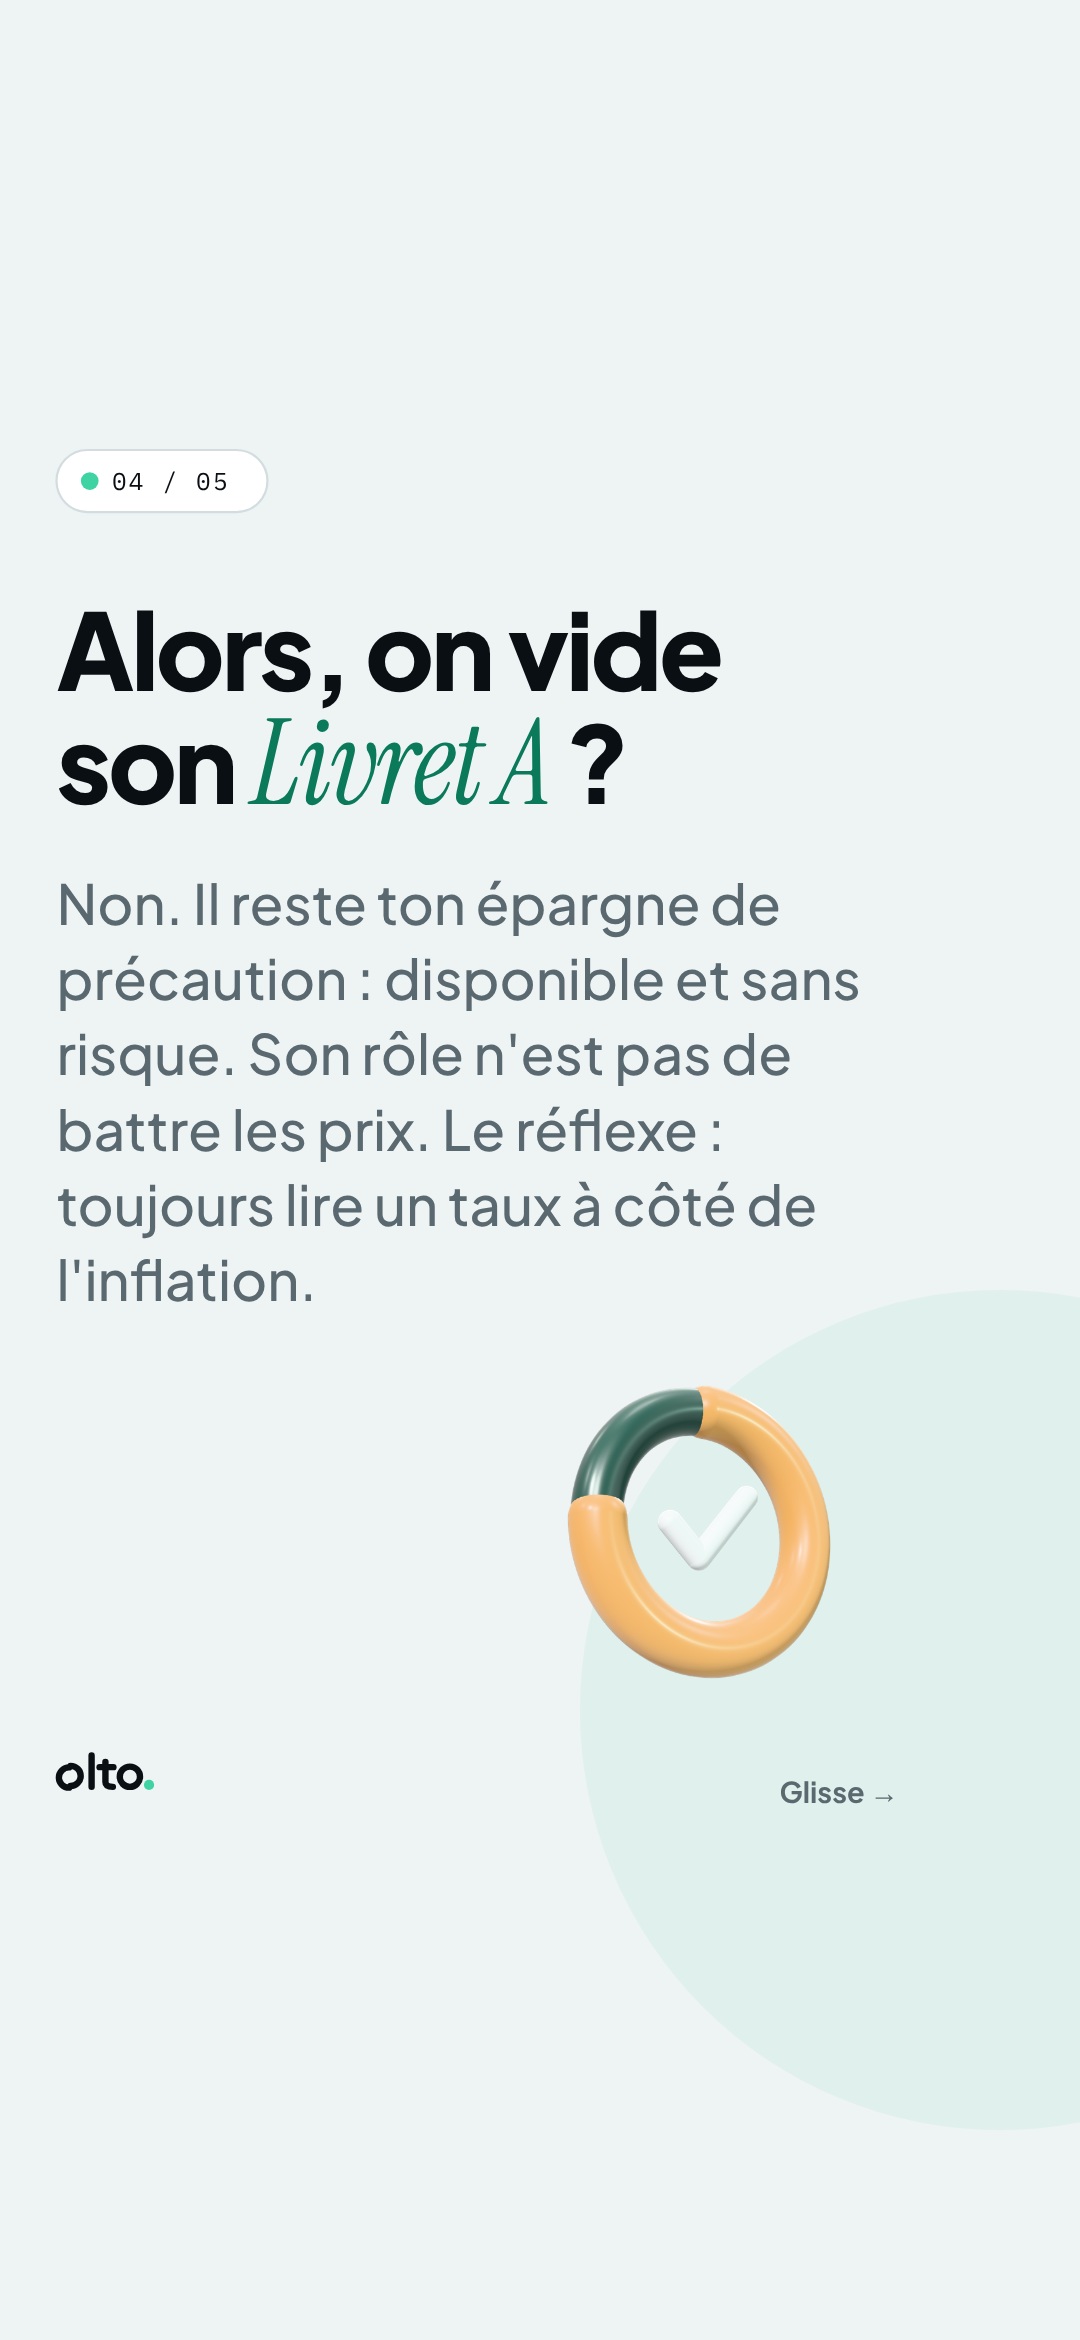 04 / 05
Alors, on vide
son Livret A ?
Non. Il reste ton épargne de
précaution : disponible et sans
risque. Son rôle n'est pas de
battre les prix. Le réflexe :
toujours lire un taux à côté de
l'inflation.
olto.
Glisse →